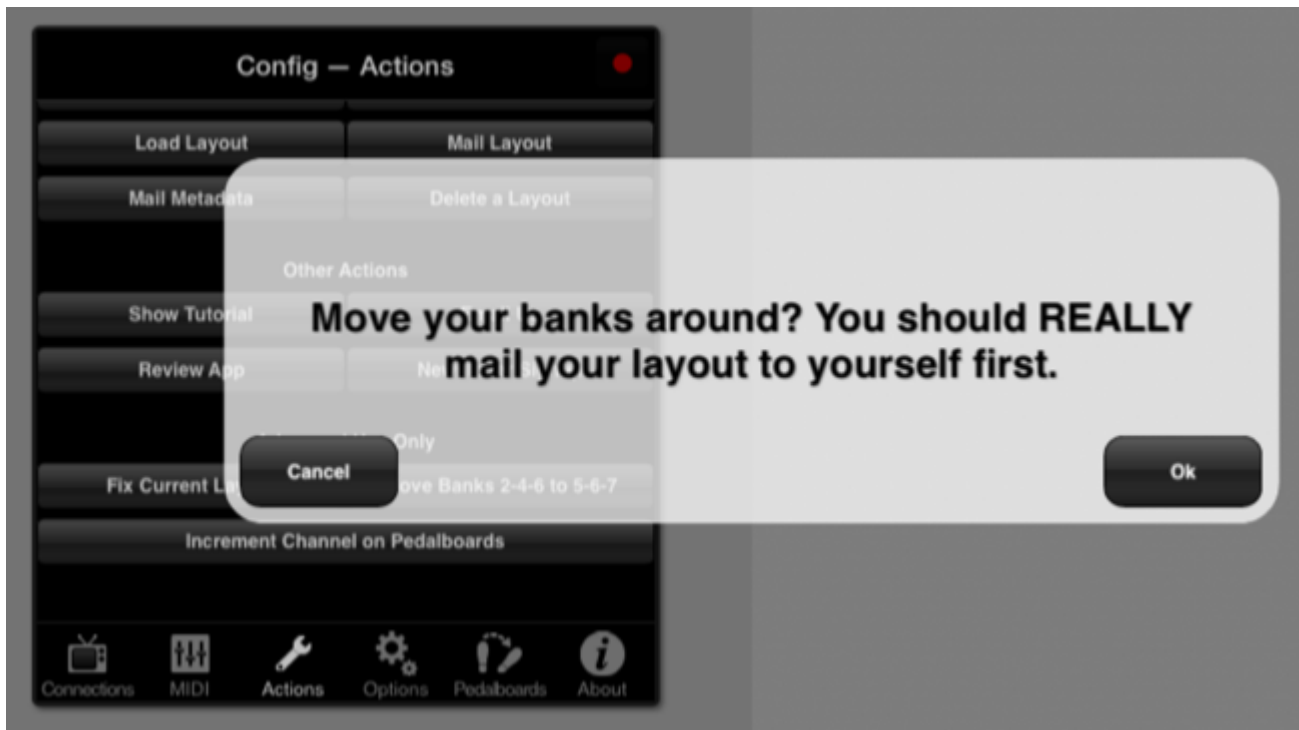 Config — Actions
Load Layout Mail Layout
Mail Metadata Delete a Layout
Other Actions
Show Tutorial
Move your banks around? You should REALLY
mail your layout to yourself first.
Review App
Only
Cancel Ok
Fix Current Banks 2-4-6 to 5-6-7
Increment Channel on Pedalboards
Connections MIDI Actions Options Pedalboards About